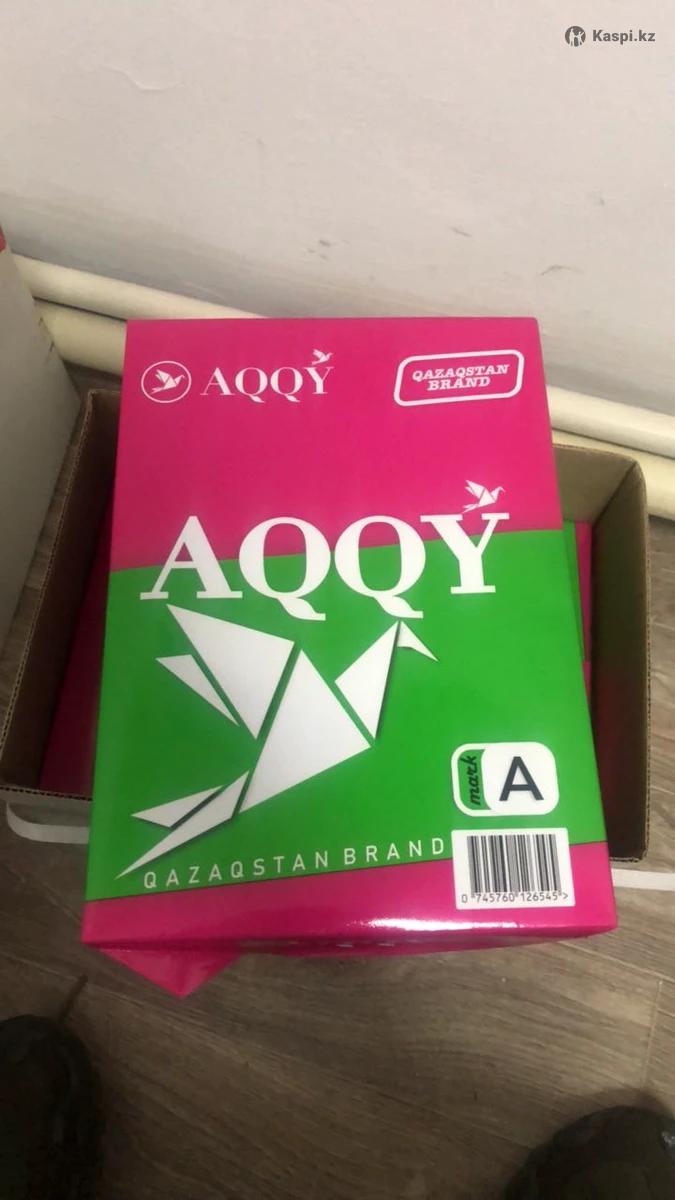 Kaspi.kz
AQQY
QAZAQSTAN
BRAND
AQQY
mark
A
QAZAQSTAN BRAND
0 745760 126545 >